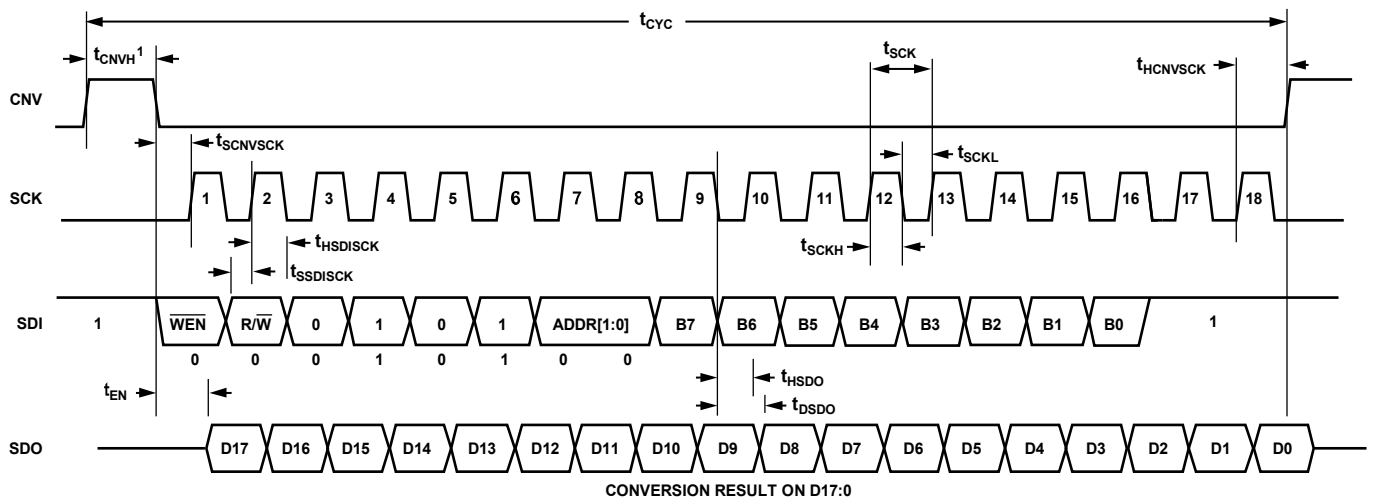 tCYC
tCNVH1
tSCK
tHCNVSCK
CNV
tSCNVSCK
tSCKL
SCK
1 2 3 4 5 6 7 8 9 10 11 12 13 14 15 16 17 18
tHSDISCK
tSCKH
tSSDISCK
SDI
1 WEN R/W 0 1 0 1 ADDR[1:0] B7 B6 B5 B4 B3 B2 B1 B0 1
0 0 0 1 0 1 0 0
tEN
tHSDO
tDSDO
SDO
D17 D16 D15 D14 D13 D12 D11 D10 D9 D8 D7 D6 D5 D4 D3 D2 D1 D0
CONVERSION RESULT ON D17:0